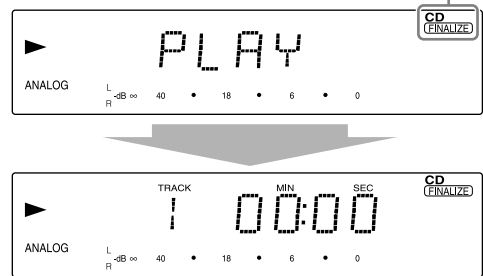 CD
FINALIZE
PLAY
ANALOG
L
-dB ∞ 40 • 18 • 6 • 0
R
TRACK MIN SEC CD
FINALIZE
1 00:00
ANALOG
L
-dB ∞ 40 • 18 • 6 • 0
R